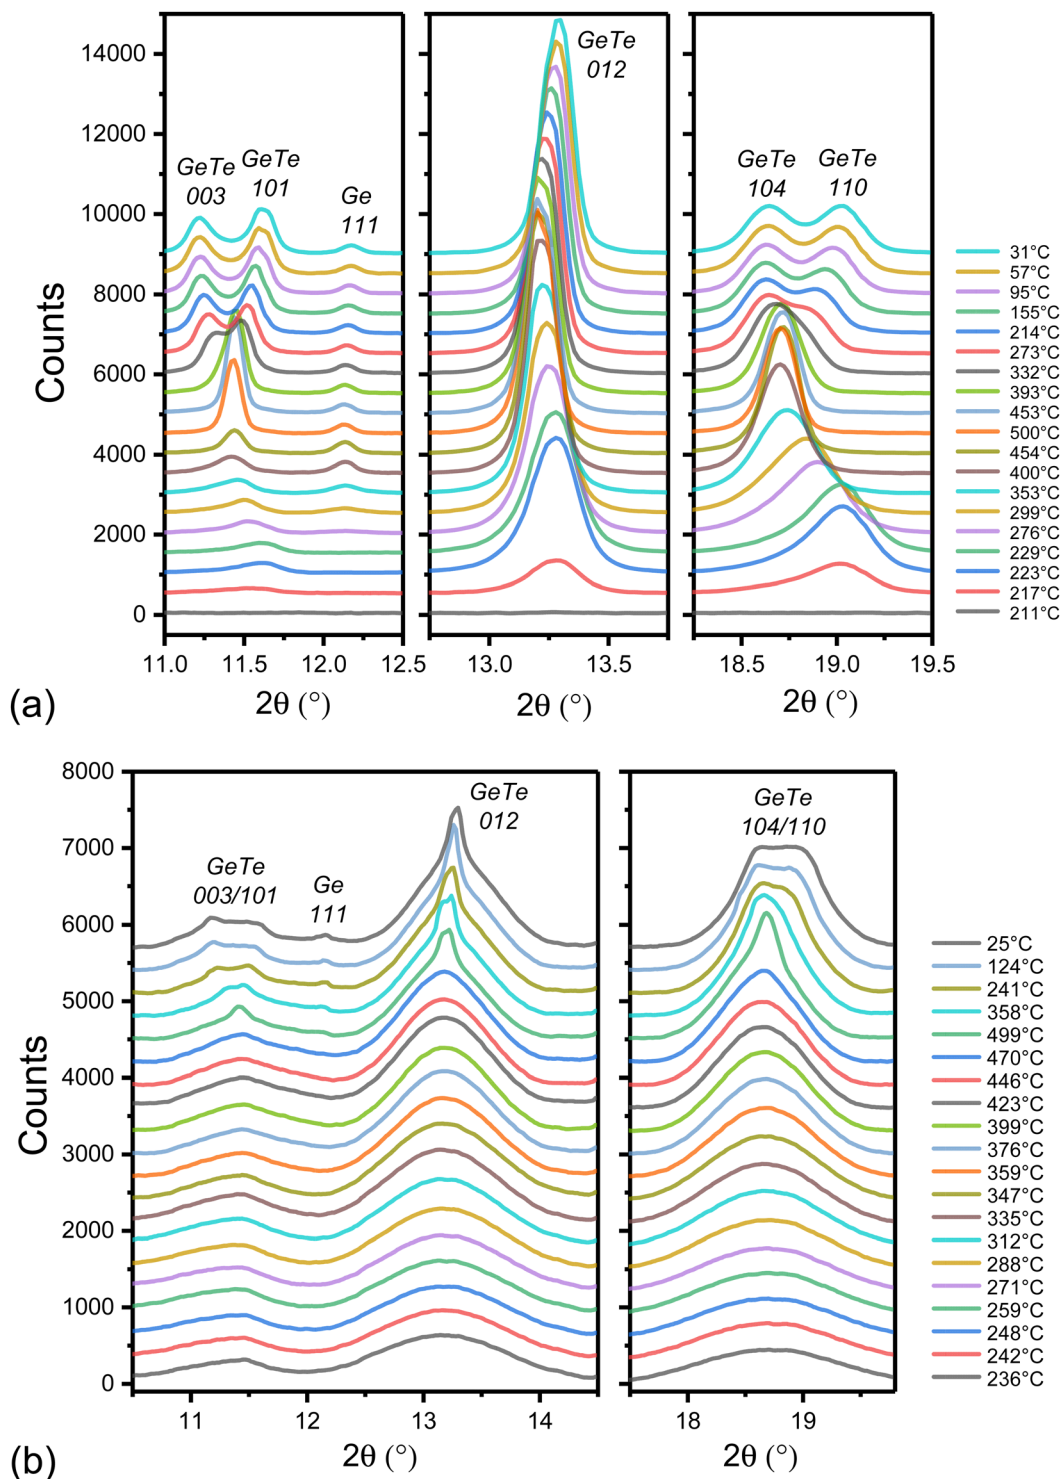 14000
12000
10000
8000
6000
4000
2000
0
Counts
GeTe
003
GeTe
101
Ge
111
GeTe
012
GeTe
104
GeTe
110
31°C
57°C
95°C
155°C
214°C
273°C
332°C
393°C
453°C
500°C
454°C
400°C
353°C
299°C
276°C
229°C
223°C
217°C
211°C
11.0 11.5 12.0 12.5
13.0 13.5
18.5 19.0 19.5
2θ (°)
2θ (°)
2θ (°)
(a)
8000
7000
6000
5000
4000
3000
2000
1000
0
Counts
GeTe
003/101
Ge
111
GeTe
012
GeTe
104/110
25°C
124°C
241°C
358°C
499°C
470°C
446°C
423°C
399°C
376°C
359°C
347°C
335°C
312°C
288°C
271°C
259°C
248°C
242°C
236°C
11 12 13 14
18 19
2θ (°)
2θ (°)
(b)